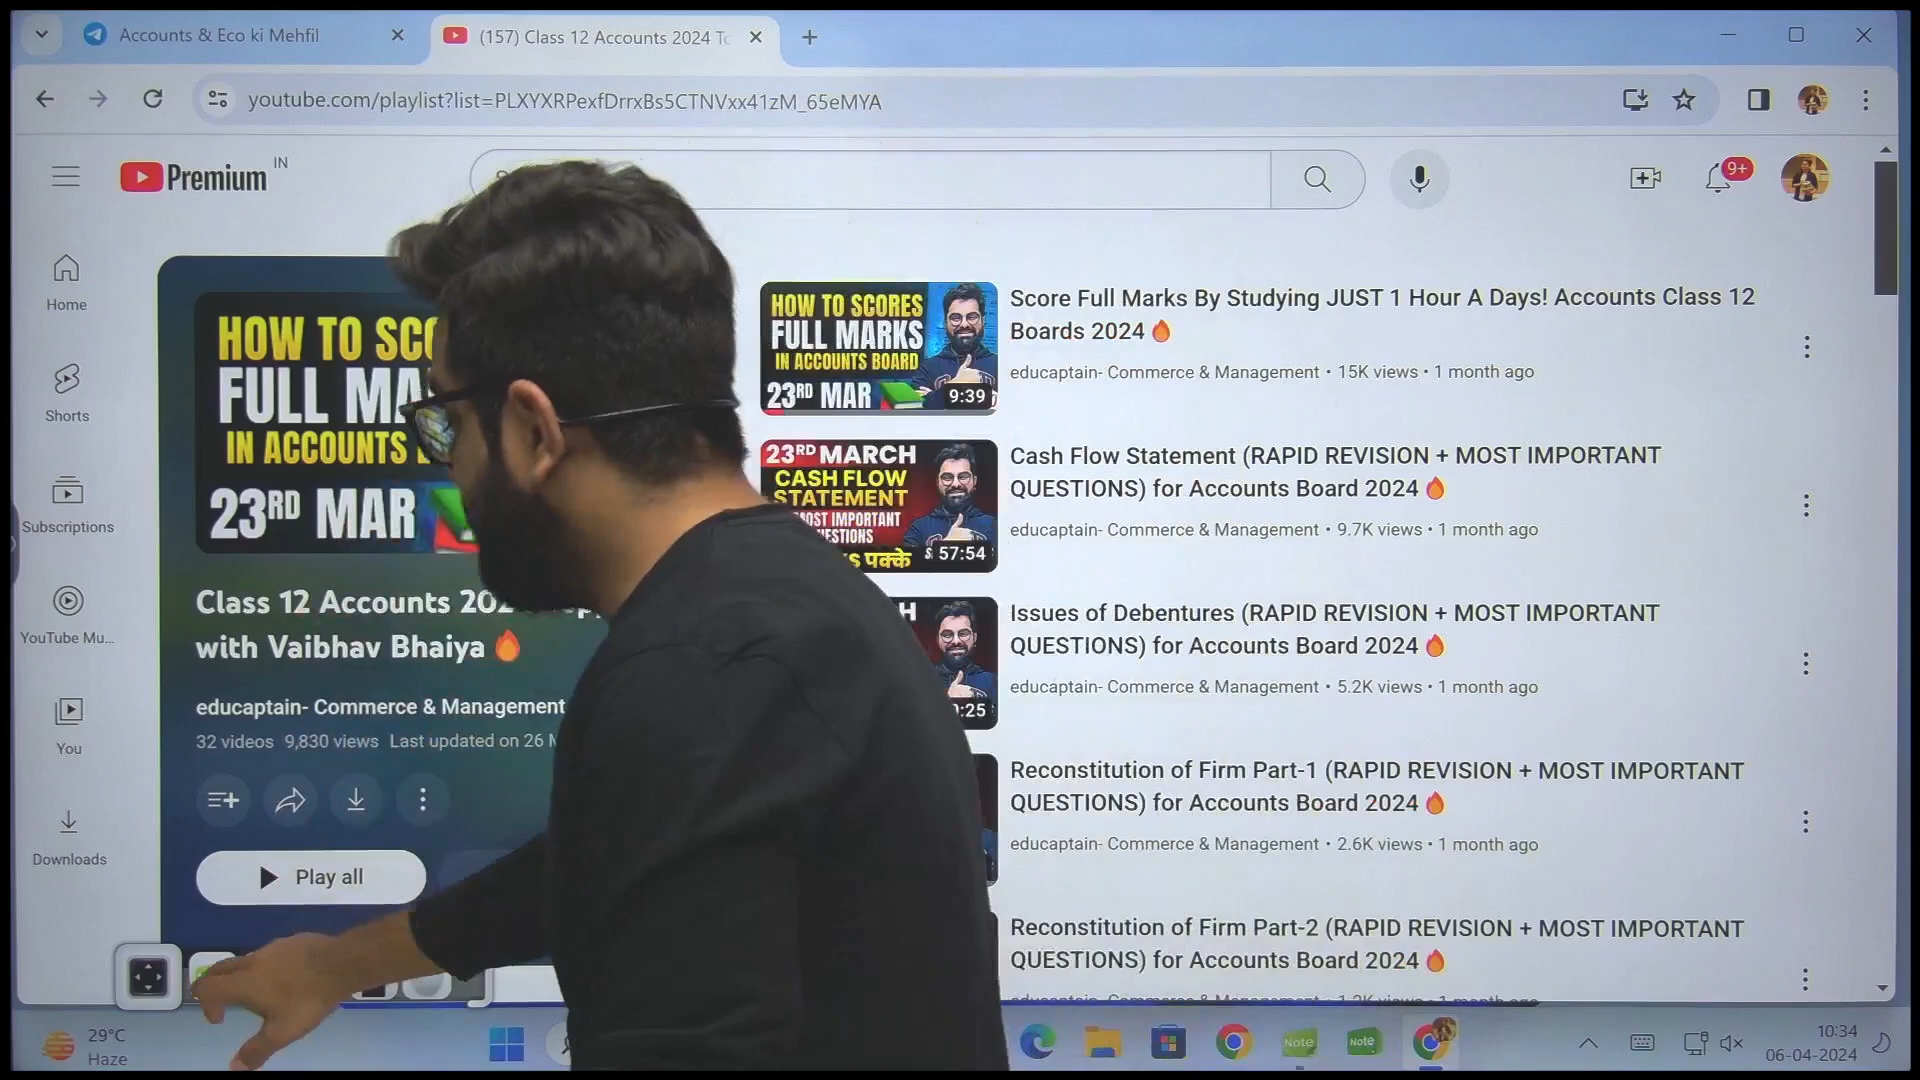 Accounts & Eco ki Mehfil
(157) Class 12 Accounts 2024 To
youtube.com/playlist?list=PLXYXRPexfDrrxBs5CTNVxx41zM_65eMYA
Premium
IN
9+
Home
Shorts
Subscriptions
YouTube Mu...
You
Downloads
HOW TO SCO
FULL MA
IN ACCOUNTS
23RD MAR
Class 12 Accounts 202
with Vaibhav Bhaiya 🔥
educaptain- Commerce & Management
32 videos 9,830 views Last updated on 26 M
Play all
HOW TO SCORES
FULL MARKS
IN ACCOUNTS BOARD
23RD MAR
9:39
Score Full Marks By Studying JUST 1 Hour A Days! Accounts Class 12
Boards 2024 🔥
educaptain- Commerce & Management • 15K views • 1 month ago
23RD MARCH
CASH FLOW
STATEMENT
MOST IMPORTANT
ESTIONS
S पक्के
57:54
Cash Flow Statement (RAPID REVISION + MOST IMPORTANT
QUESTIONS) for Accounts Board 2024 🔥
educaptain- Commerce & Management • 9.7K views • 1 month ago
H
:25
Issues of Debentures (RAPID REVISION + MOST IMPORTANT
QUESTIONS) for Accounts Board 2024 🔥
educaptain- Commerce & Management • 5.2K views • 1 month ago
Reconstitution of Firm Part-1 (RAPID REVISION + MOST IMPORTANT
QUESTIONS) for Accounts Board 2024 🔥
educaptain- Commerce & Management • 2.6K views • 1 month ago
Reconstitution of Firm Part-2 (RAPID REVISION + MOST IMPORTANT
QUESTIONS) for Accounts Board 2024 🔥
29°C
Haze
Note
Note
10:34
06-04-2024